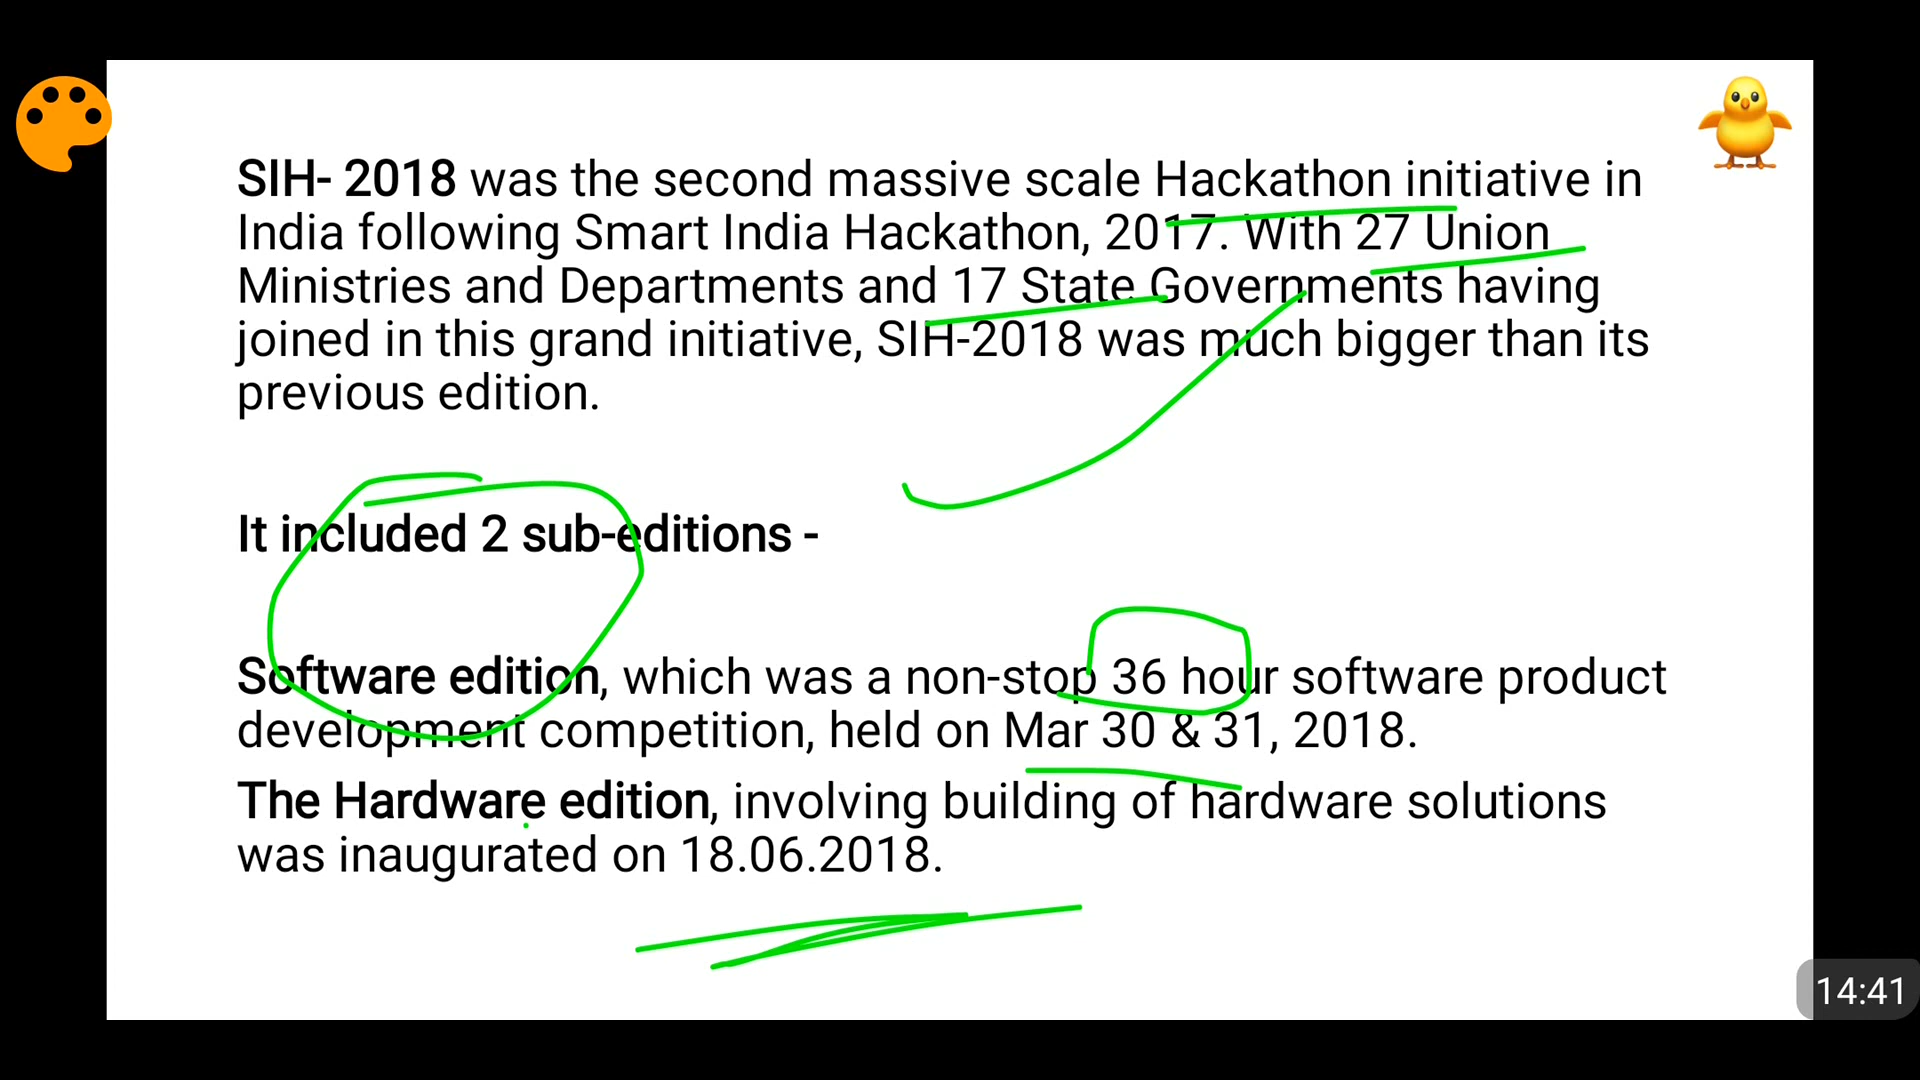 SIH- 2018 was the second massive scale Hackathon initiative in
India following Smart India Hackathon, 2017. With 27 Union
Ministries and Departments and 17 State Governments having
joined in this grand initiative, SIH-2018 was much bigger than its
previous edition.
It included 2 sub-editions -
Software edition, which was a non-stop 36 hour software product
development competition, held on Mar 30 & 31, 2018.
The Hardware edition, involving building of hardware solutions
was inaugurated on 18.06.2018.
14:41